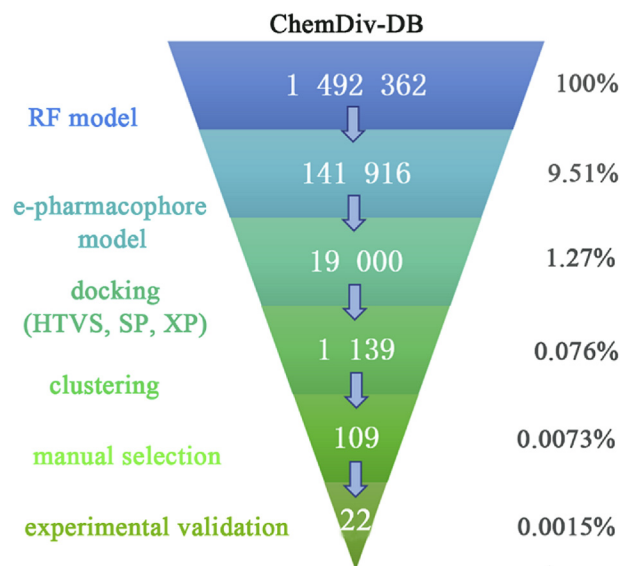 ChemDiv-DB
1 492 362
100%
RF model
141 916
9.51%
e-pharmacophore
model
19 000
1.27%
docking
(HTVS, SP, XP)
1 139
0.076%
clustering
109
0.0073%
manual selection
22
0.0015%
experimental validation